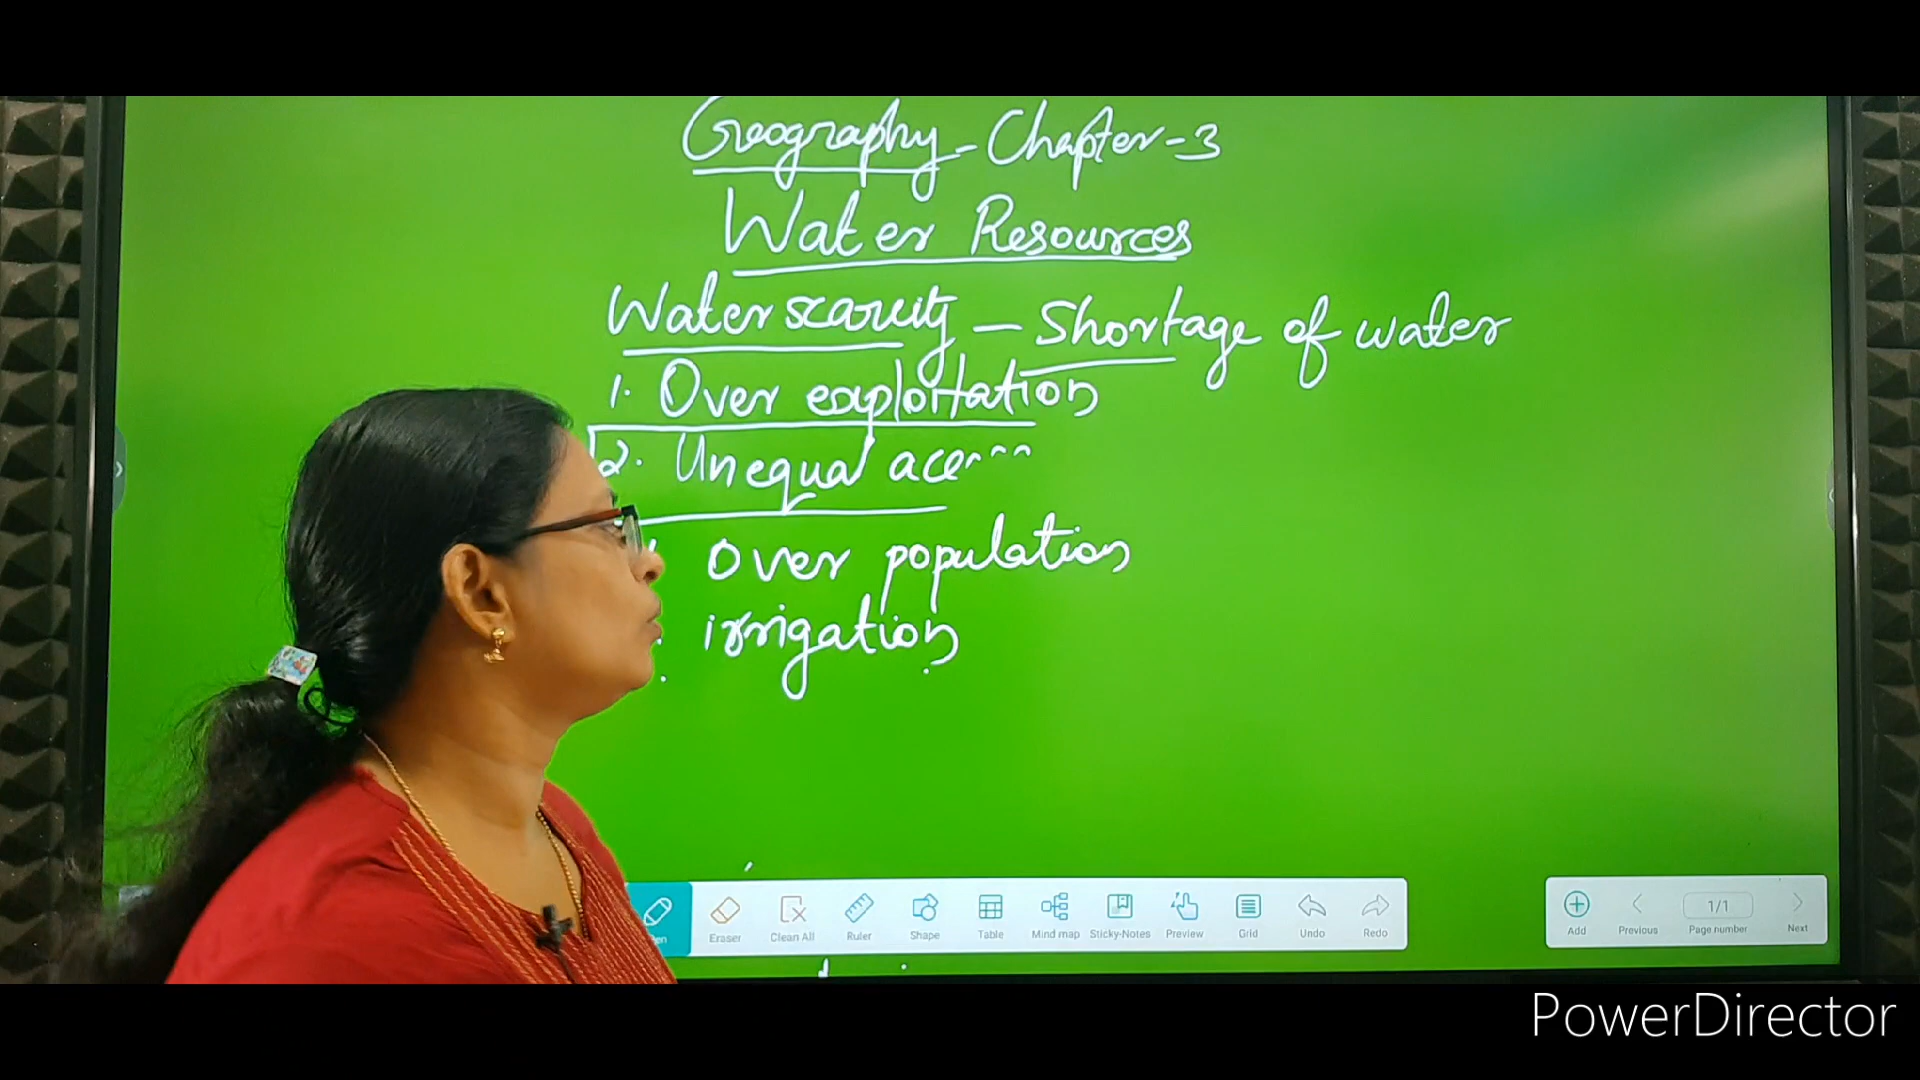 Geography - Chapter-3
Water Resources
Water scarcity - Shortage of water
1. Over exploitation
2. Unequal
Over population
irrigation
Eraser
Clean All
Ruler
Shape
Table
Mind map
Sticky-Notes
Preview
Grid
Undo
Redo
Add
Previous
1/1
Page number
Next
PowerDirector